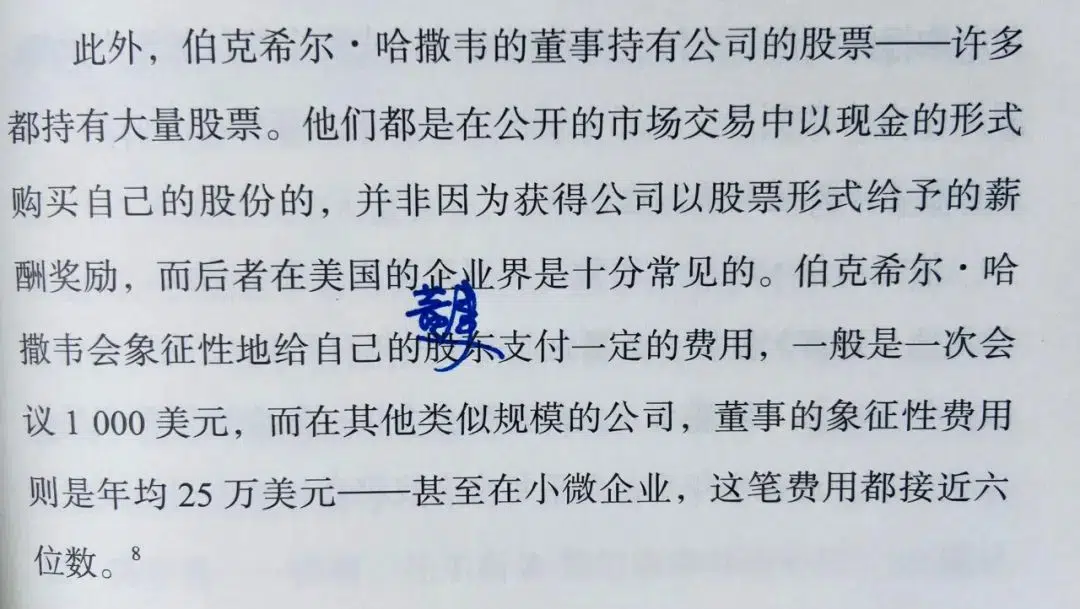 此外，伯克希尔·哈撒韦的董事持有公司的股票——许多
都持有大量股票。他们都是在公开的市场交易中以现金的形式
购买自己的股份的，并非因为获得公司以股票形式给予的薪
酬奖励，而后者在美国的企业界是十分常见的。伯克希尔·哈
董事
撒韦会象征性地给自己的股东支付一定的费用，一般是一次会
议1 000美元，而在其他类似规模的公司，董事的象征性费用
则是年均25万美元——甚至在小微企业，这笔费用都接近六
位数。⁸